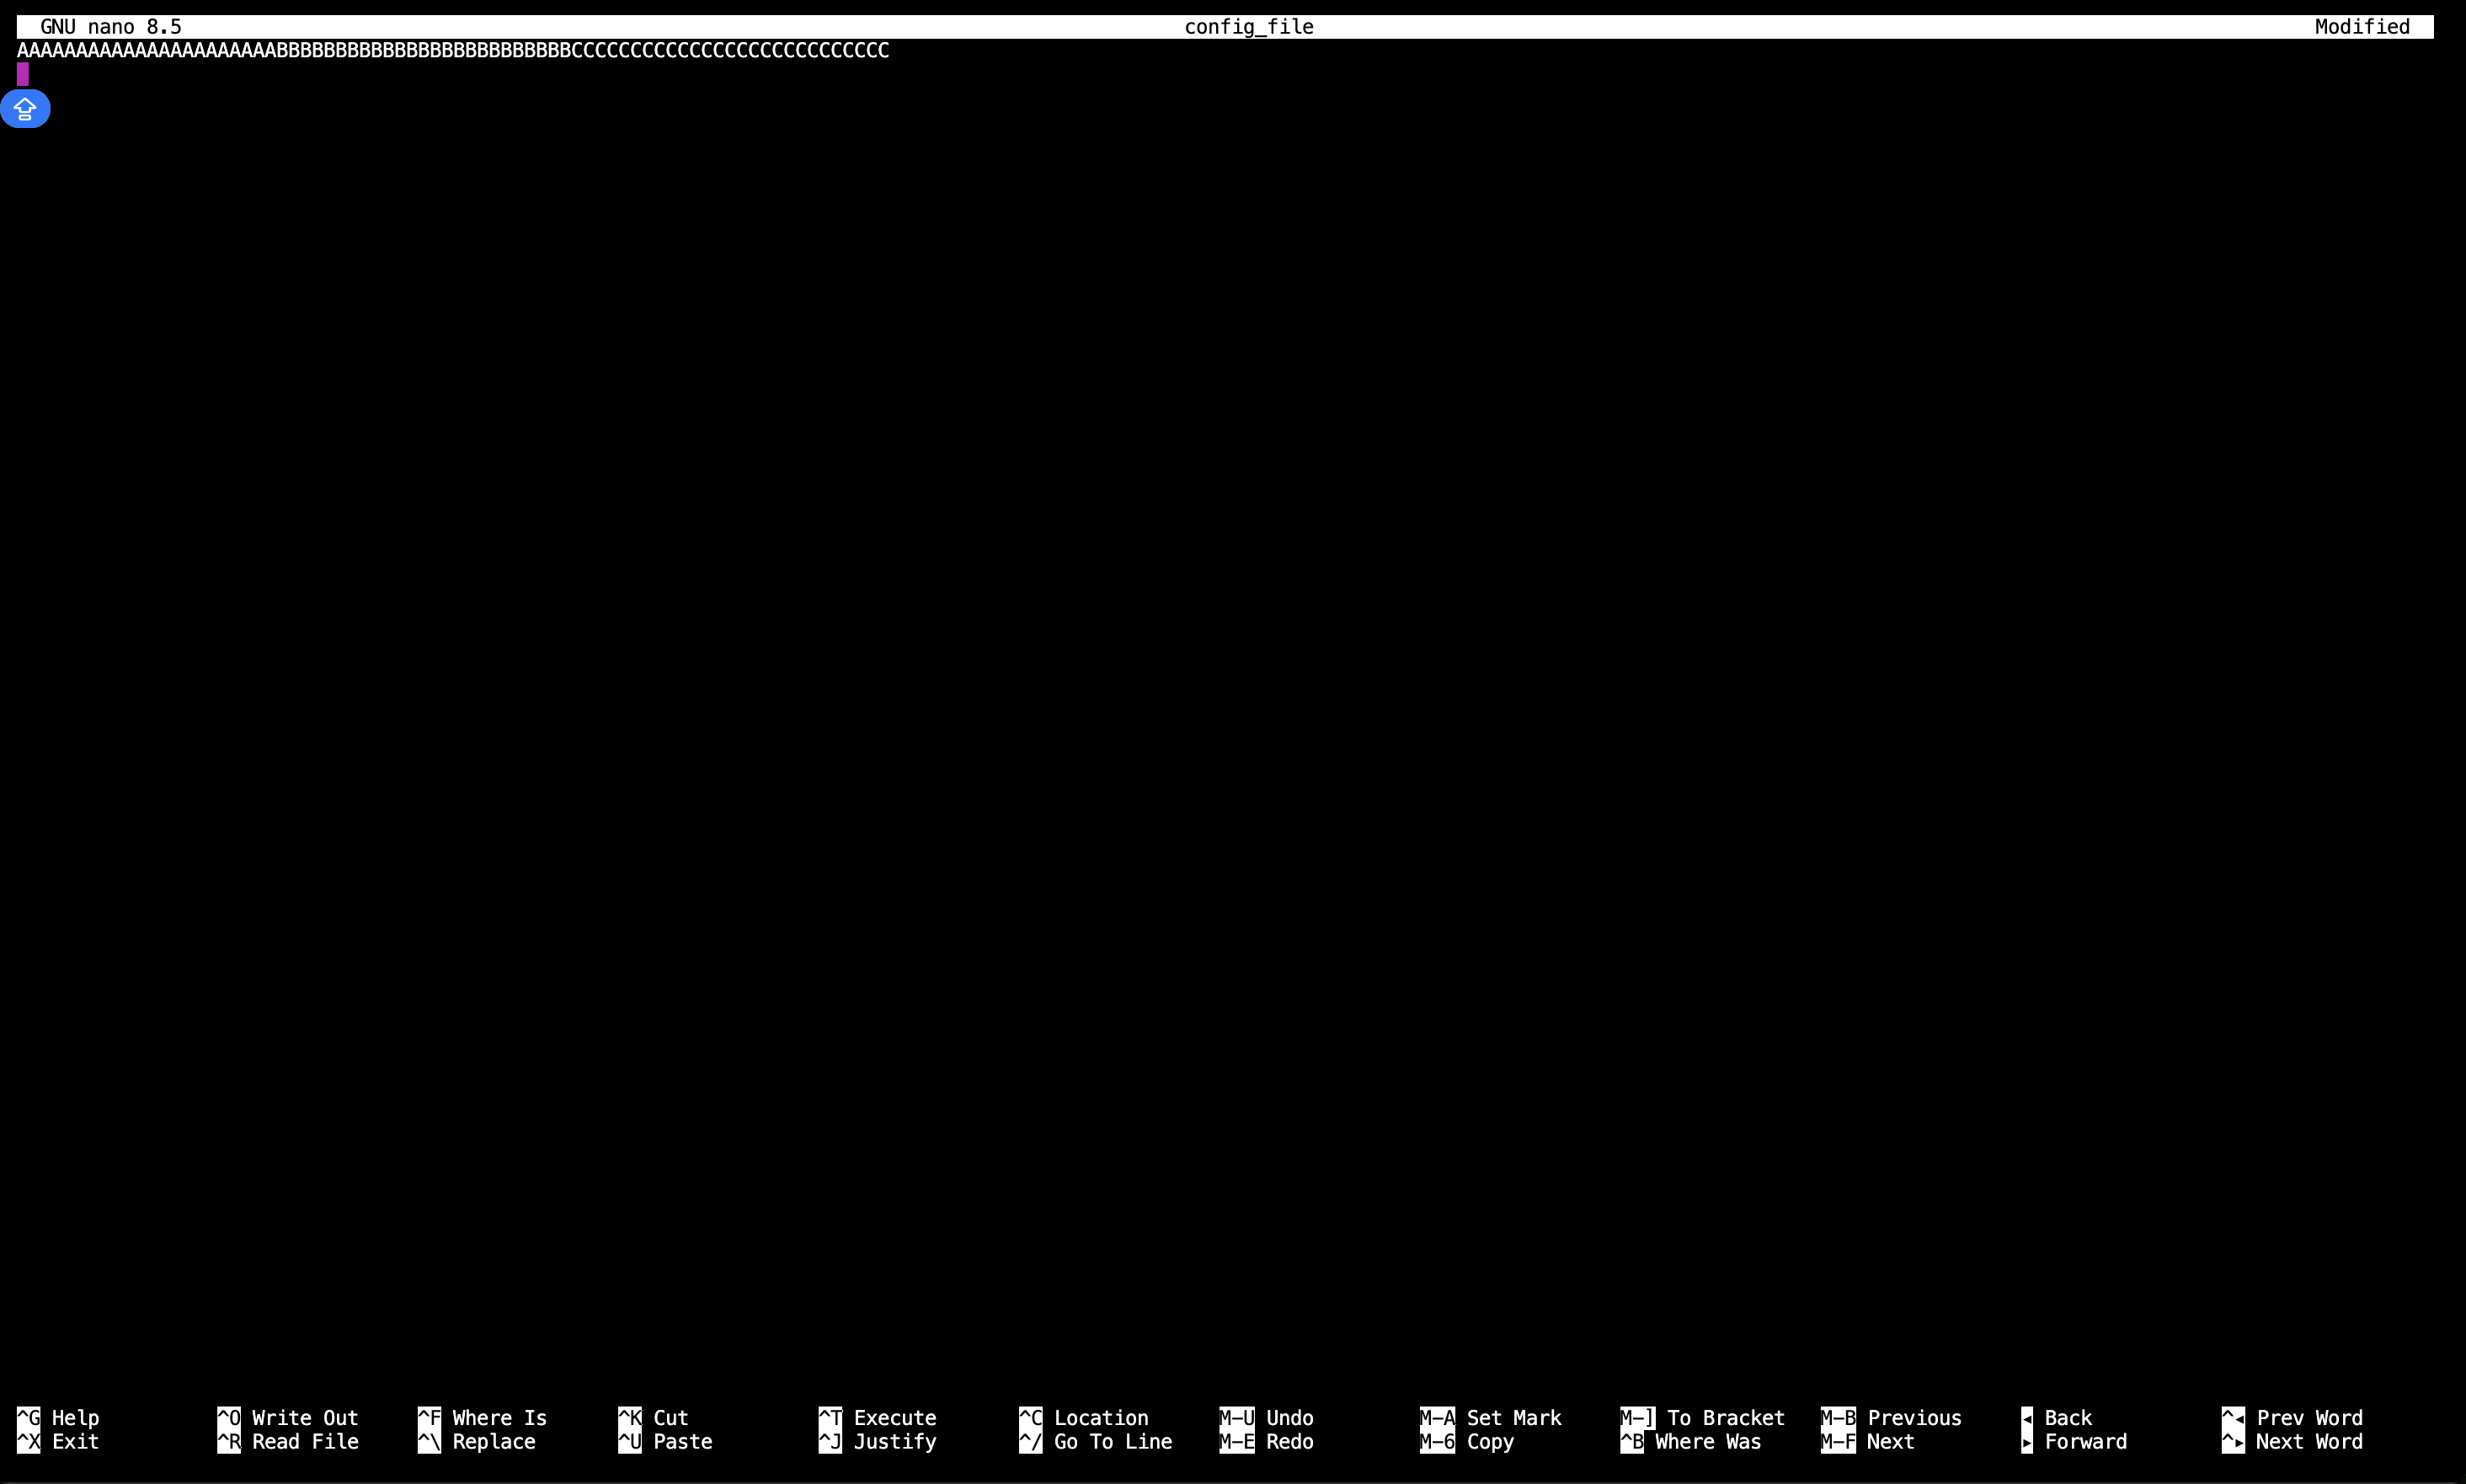 GNU nano 8.5 config_file Modified
AAAAAAAAAAAAAAAAAAAAAABBBBBBBBBBBBBBBBBBBBBBBBBCCCCCCCCCCCCCCCCCCCCCCCCCCC
^G Help ^O Write Out ^F Where Is ^K Cut ^T Execute ^C Location M-U Undo M-A Set Mark M-] To Bracket M-B Previous ◂ Back ^◂ Prev Word
^X Exit ^R Read File ^\ Replace ^U Paste ^J Justify ^/ Go To Line M-E Redo M-6 Copy ^B Where Was M-F Next ▸ Forward ^▸ Next Word